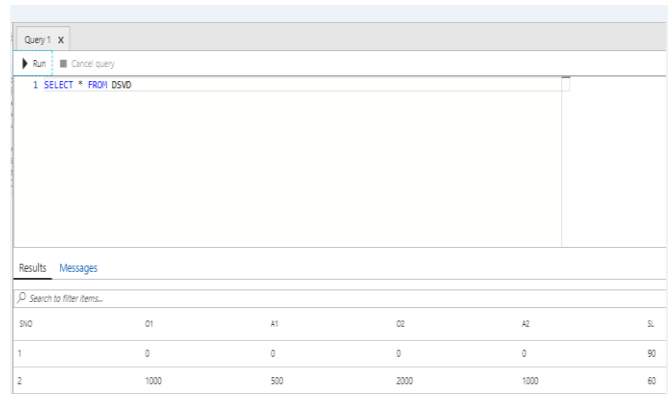 Query 1 X
Run Cancel query
1 SELECT * FROM DSVD
Results Messages
Search to filter items...
SNO O1 A1 O2 A2 SL
1 0 0 0 0 90
2 1000 500 2000 1000 60